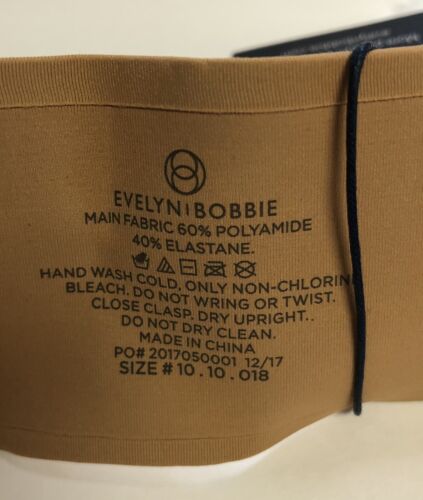 EVELYN | BOBBIE
MAIN FABRIC 60% POLYAMIDE
40% ELASTANE.
HAND WASH COLD, ONLY NON-CHLORIN
BLEACH. DO NOT WRING OR TWIST.
CLOSE CLASP. DRY UPRIGHT..
DO NOT DRY CLEAN.
MADE IN CHINA
PO# 2017050001 12/17
SIZE # 10 . 10 . 018